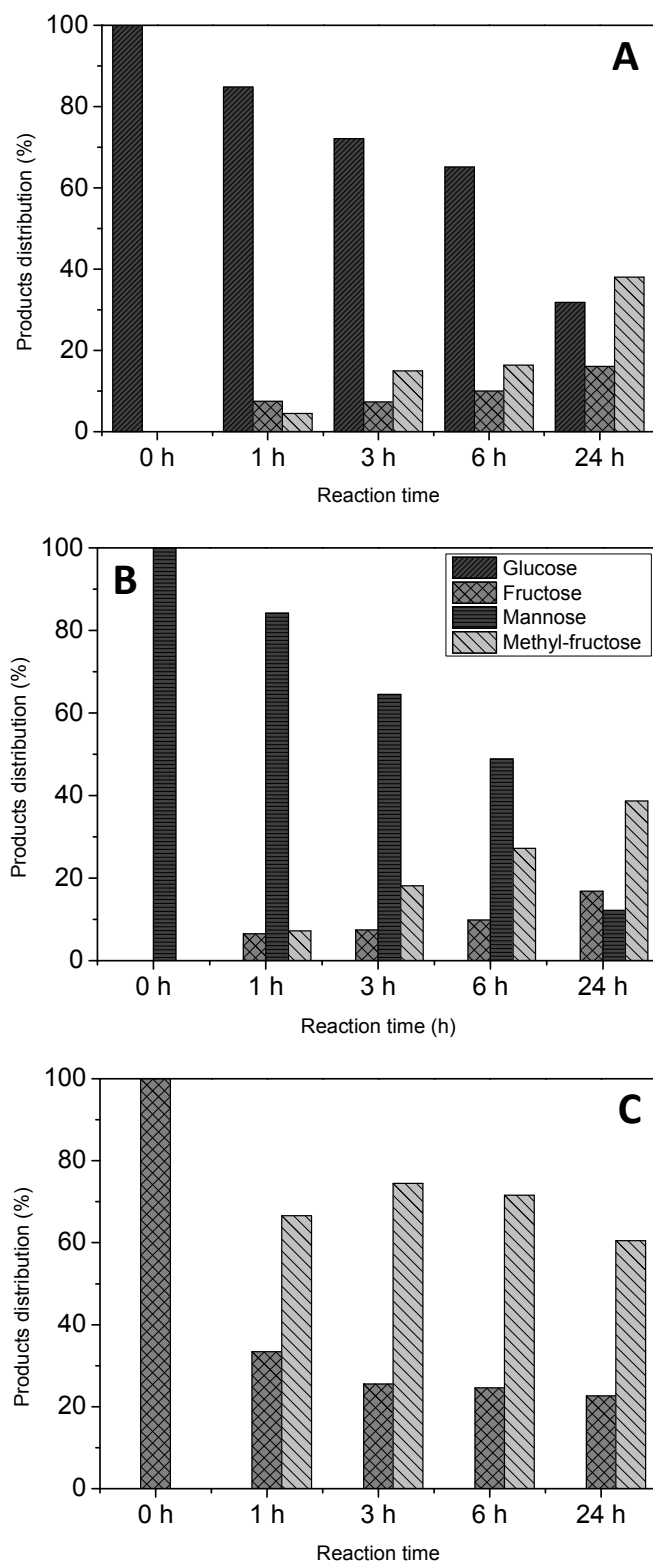 A
Products distribution (%)
100
80
60
40
20
0
0 h 1 h 3 h 6 h 24 h
Reaction time
B
Products distribution (%)
100
80
60
40
20
0
Glucose
Fructose
Mannose
Methyl-fructose
0 h 1 h 3 h 6 h 24 h
Reaction time (h)
C
Products distribution (%)
100
80
60
40
20
0
0 h 1 h 3 h 6 h 24 h
Reaction time